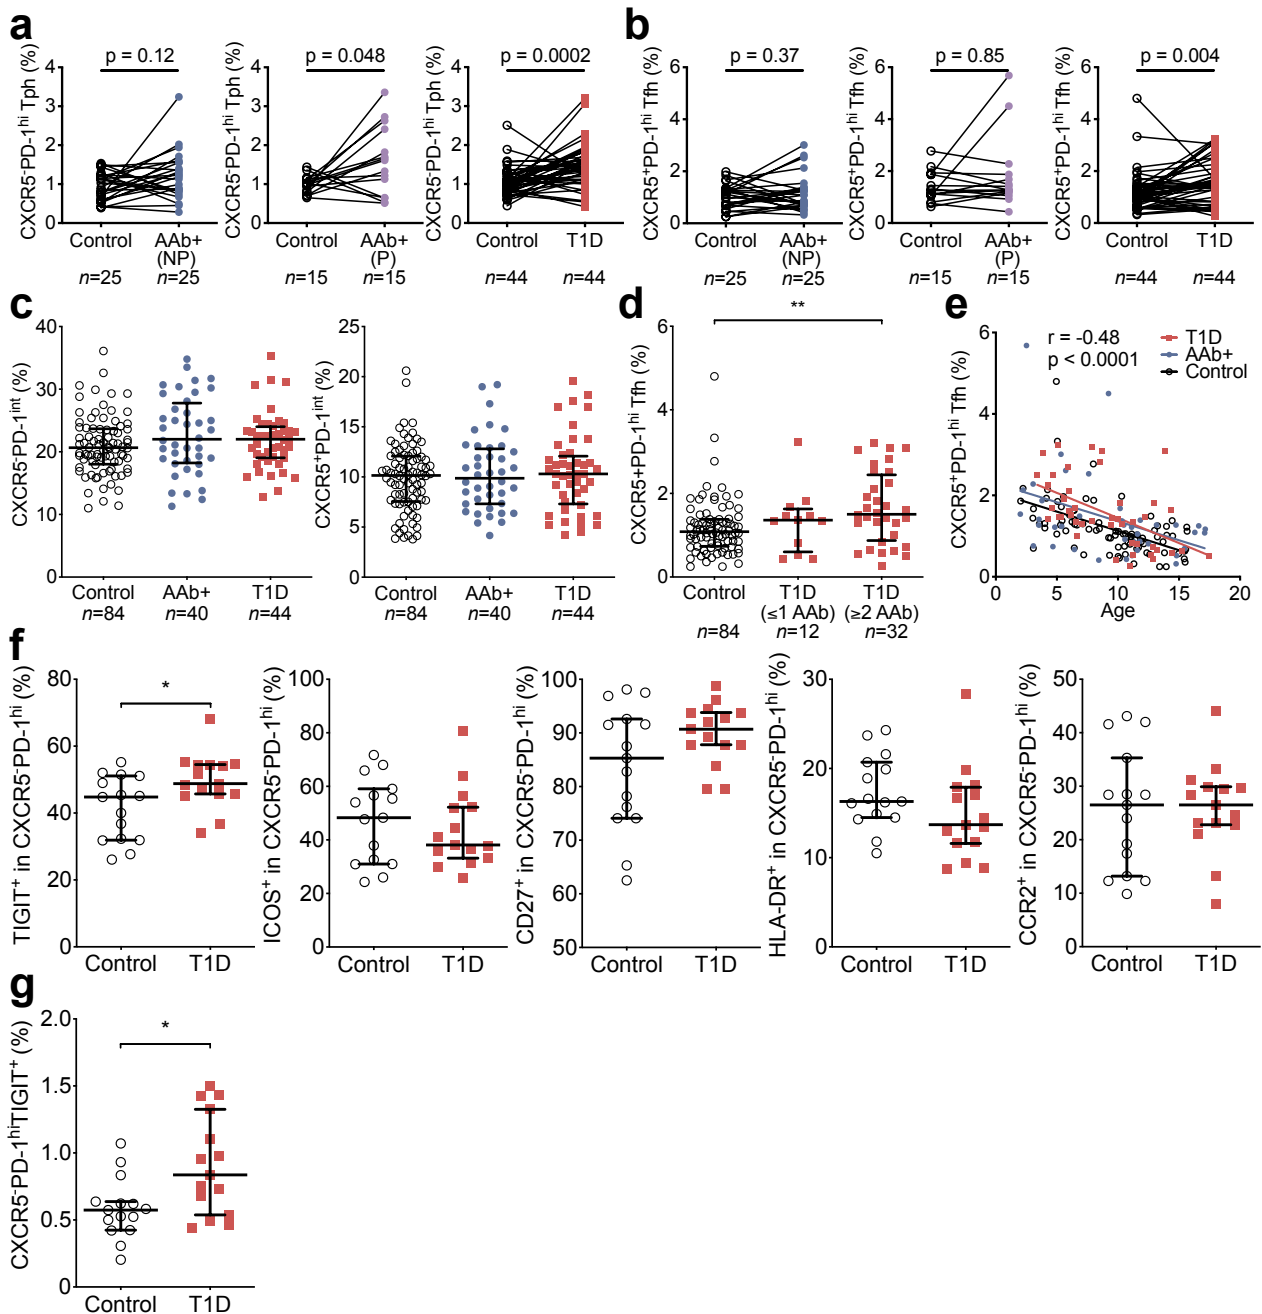 a
CXCR5⁻PD-1ʰⁱ Tph (%)
p = 0.12
4
3
2
1
0
Control
AAb+
(NP)
n=25
n=25
CXCR5⁻PD-1ʰⁱ Tph (%)
p = 0.048
4
3
2
1
0
Control
AAb+
(P)
n=15
n=15
CXCR5⁻PD-1ʰⁱ Tph (%)
p = 0.0002
4
3
2
1
0
Control
T1D
n=44
n=44
b
CXCR5⁺PD-1ʰⁱ Tfh (%)
p = 0.37
6
4
2
0
Control
AAb+
(NP)
n=25
n=25
CXCR5⁺PD-1ʰⁱ Tfh (%)
p = 0.85
6
4
2
0
Control
AAb+
(P)
n=15
n=15
CXCR5⁺PD-1ʰⁱ Tfh (%)
p = 0.004
6
4
2
0
Control
T1D
n=44
n=44
c
CXCR5⁻PD-1ⁱⁿᵗ (%)
40
30
20
10
0
Control
AAb+
T1D
n=84
n=40
n=44
CXCR5⁺PD-1ⁱⁿᵗ (%)
25
20
15
10
5
0
Control
AAb+
T1D
n=84
n=40
n=44
d
CXCR5+PD-1ʰⁱ Tfh (%)
**
6
4
2
0
Control
T1D
(≤1 AAb)
T1D
(≥2 AAb)
n=84
n=12
n=32
e
CXCR5⁺PD-1ʰⁱ Tfh (%)
r = -0.48
p < 0.0001
T1D
AAb+
Control
6
4
2
0
0
5
10
15
20
Age
f
TIGIT⁺ in CXCR5⁻PD-1ʰⁱ (%)
*
80
60
40
20
0
Control
T1D
ICOS⁺ in CXCR5⁻PD-1ʰⁱ (%)
100
80
60
40
20
0
Control
T1D
CD27⁺ in CXCR5⁻PD-1ʰⁱ (%)
100
90
80
70
60
50
Control
T1D
HLA-DR⁺ in CXCR5⁻PD-1ʰⁱ (%)
30
20
10
0
Control
T1D
CCR2⁺ in CXCR5⁻PD-1ʰⁱ (%)
50
40
30
20
10
0
Control
T1D
g
CXCR5⁻PD-1ʰⁱTIGIT⁺ (%)
*
2.0
1.5
1.0
0.5
0
Control
T1D